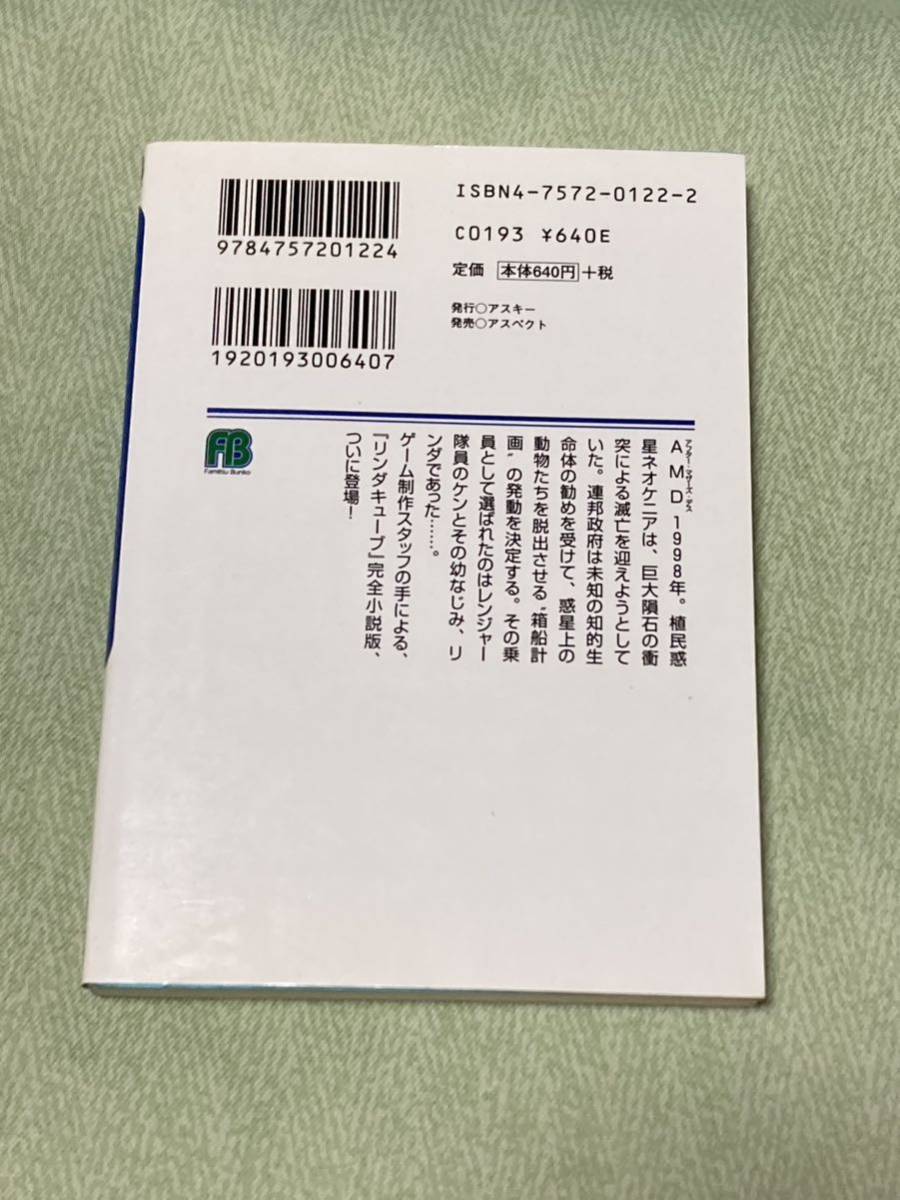 ISBN4-7572-0122-2
9784757201224
C0193 ¥640E
定価 本体640円+税
発行○アスキー
発売○アスペクト
1920193006407
FB
Famitsu Bunko
アフター・マザーズ・デス
AMD1998年。植民惑
星ネオケニアは、巨大隕石の衝
突による滅亡を迎えようとして
いた。連邦政府は未知の知的生
命体の勧めを受けて、惑星上の
動物たちを脱出させる〝箱船計
画〟の発動を決定する。その乗
員として選ばれたのはレンジャー
隊員のケンとその幼なじみ、リ
ンダであった……。
ゲーム制作スタッフの手による、
『リンダキューブ』完全小説版、
ついに登場!